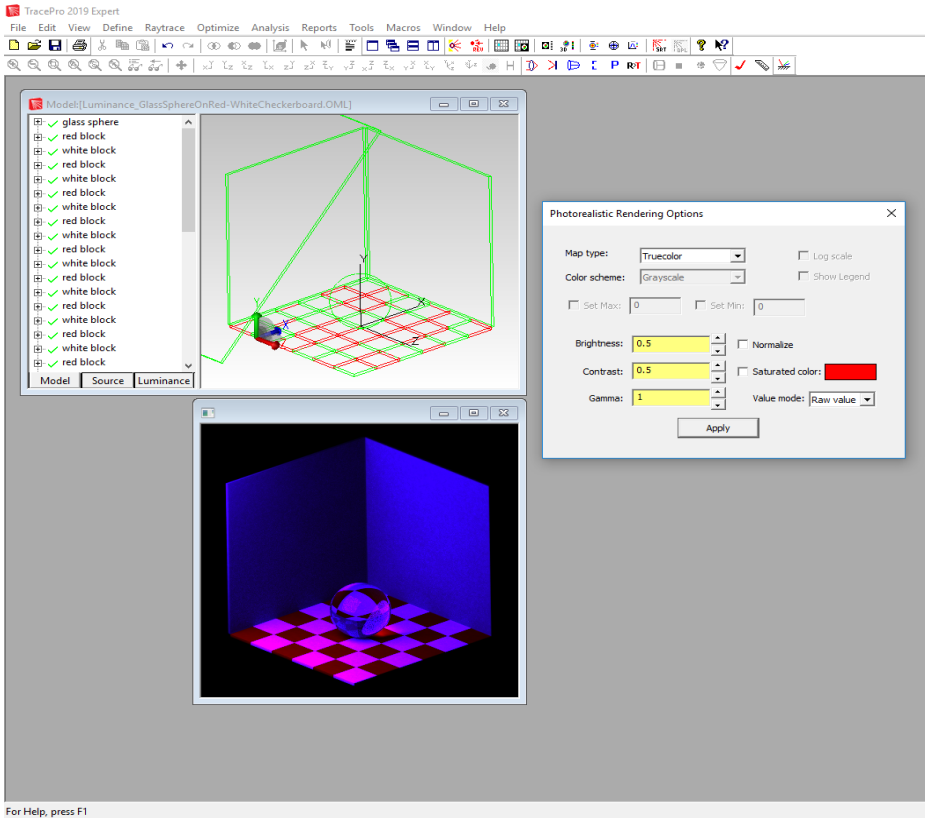 TracePro 2019 Expert
File Edit View Define Raytrace Optimize Analysis Reports Tools Macros Window Help
Model:[Luminance_GlassSphereOnRed-WhiteCheckerboard.OML]
glass sphere
red block
white block
red block
white block
red block
white block
red block
white block
red block
white block
red block
white block
red block
white block
red block
white block
red block
Model Source Luminance
Y
X
Z
Y
X
Z
Photorealistic Rendering Options
Map type: Truecolor Log scale
Color scheme: Grayscale Show Legend
Set Max: 0 Set Min: 0
Brightness: 0.5 Normalize
Contrast: 0.5 Saturated color:
Gamma: 1 Value mode: Raw value
Apply
For Help, press F1